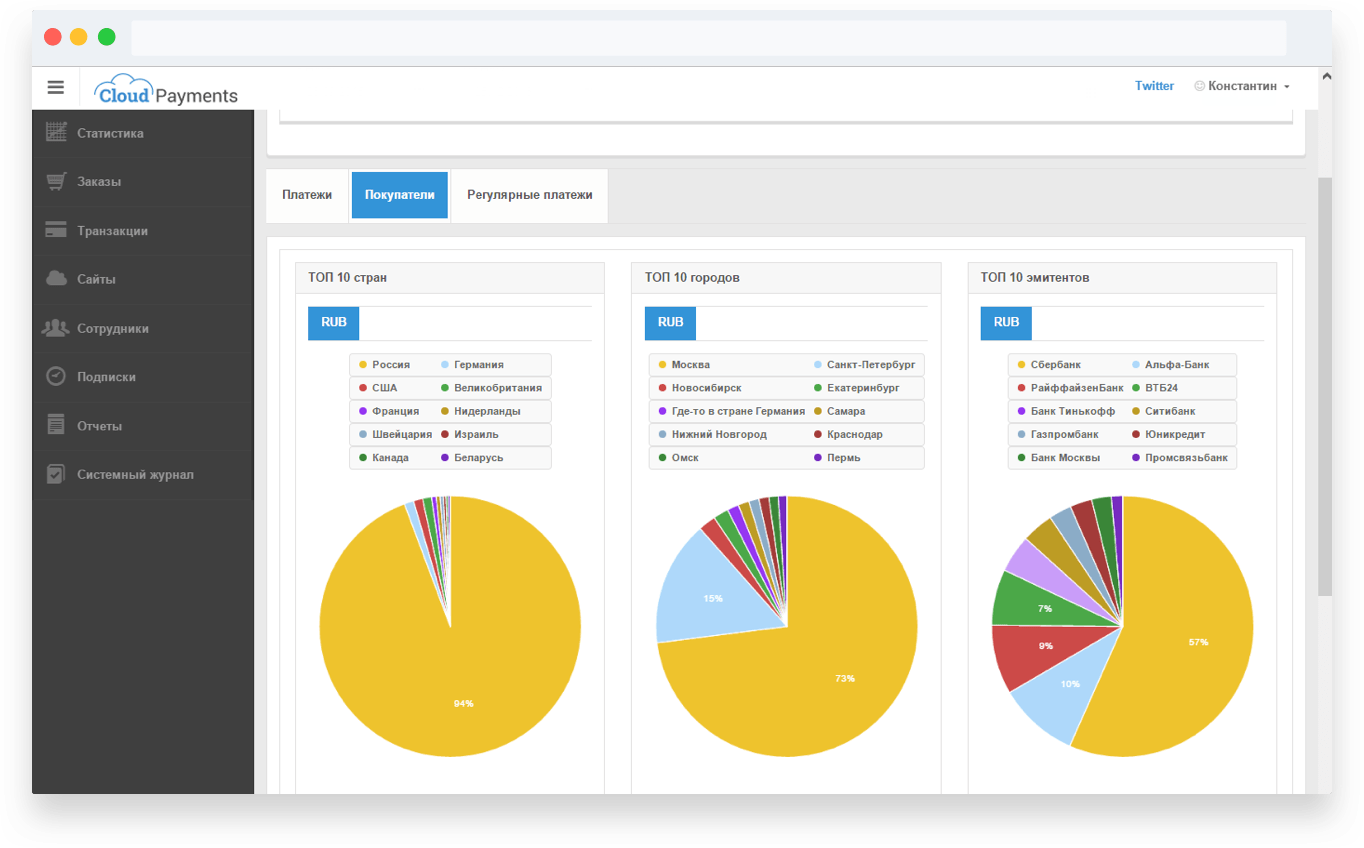 Cloud Payments
Twitter
Константин
Статистика
Заказы
Транзакции
Сайты
Сотрудники
Подписки
Отчеты
Системный журнал
Платежи
Покупатели
Регулярные платежи
ТОП 10 стран
RUB
Россия Германия
США Великобритания
Франция Нидерланды
Швейцария Израиль
Канада Беларусь
94%
ТОП 10 городов
RUB
Москва Санкт-Петербург
Новосибирск Екатеринбург
Где-то в стране Германия Самара
Нижний Новгород Краснодар
Омск Пермь
15%
73%
ТОП 10 эмитентов
RUB
Сбербанк Альфа-Банк
РайффайзенБанк ВТБ24
Банк Тинькофф Ситибанк
Газпромбанк Юникредит
Банк Москвы Промсвязьбанк
7%
9%
57%
10%